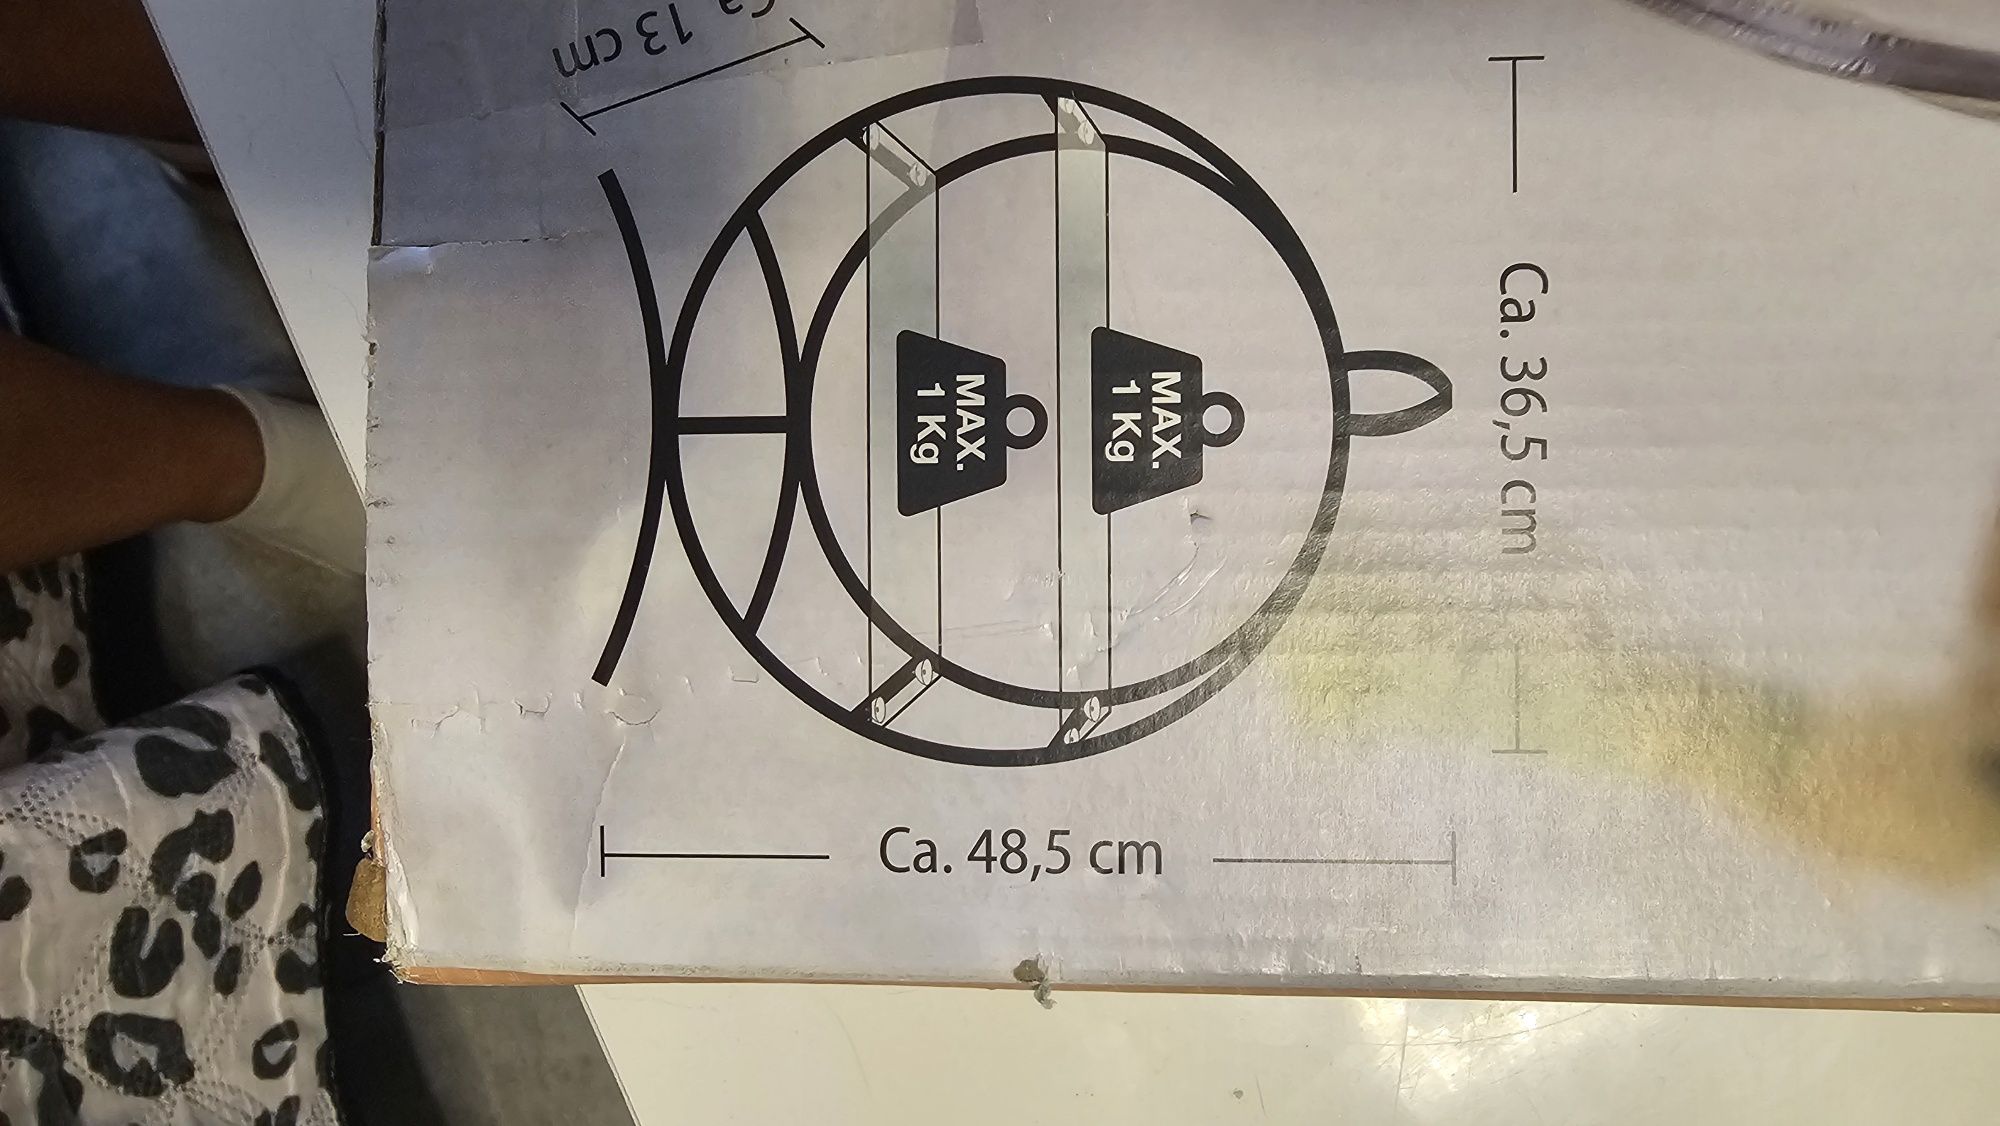 Ca 13 cm
MAX.
1 Kg
MAX.
1 Kg
Ca. 36,5 cm
Ca. 48,5 cm